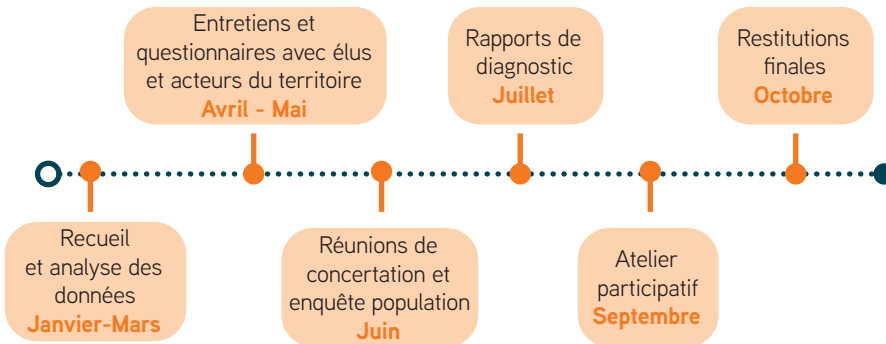 Recueil
et analyse des
données
Janvier-Mars
Entretiens et
questionnaires avec élus
et acteurs du territoire
Avril - Mai
Réunions de
concertation et
enquête population
Juin
Rapports de
diagnostic
Juillet
Atelier
participatif
Septembre
Restitutions
finales
Octobre